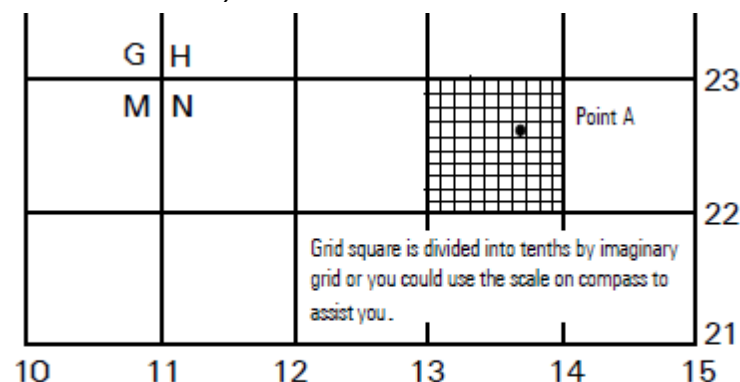 G H
23
M N
Point A
22
Grid square is divided into tenths by imaginary
grid or you could use the scale on compass to
assist you.
21
10 11 12 13 14 15